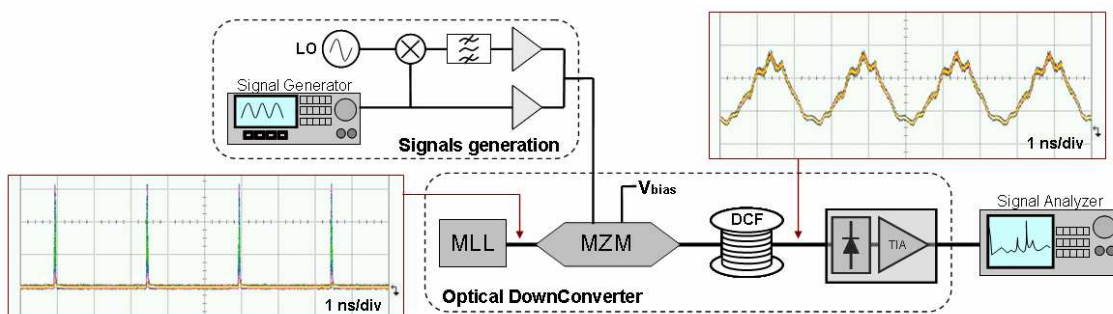 LO
Signal Generator
Signals generation
1 ns/div
1 ns/div
Vbias
MLL
MZM
DCF
TIA
Optical DownConverter
Signal Analyzer